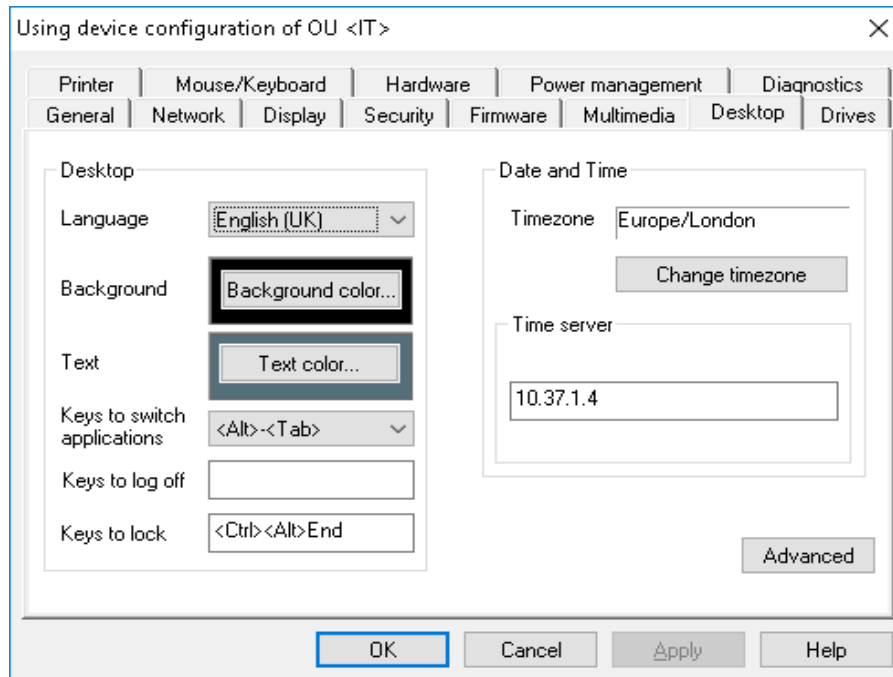 Using device configuration of OU <IT>
Printer Mouse/Keyboard Hardware Power management Diagnostics
General Network Display Security Firmware Multimedia Desktop Drives
Desktop
Language English (UK)
Background Background color...
Text Text color...
Keys to switch
applications <Alt>-<Tab>
Keys to log off
Keys to lock <Ctrl><Alt>End
Date and Time
Timezone Europe/London
Change timezone
Time server
10.37.1.4
Advanced
OK Cancel Apply Help